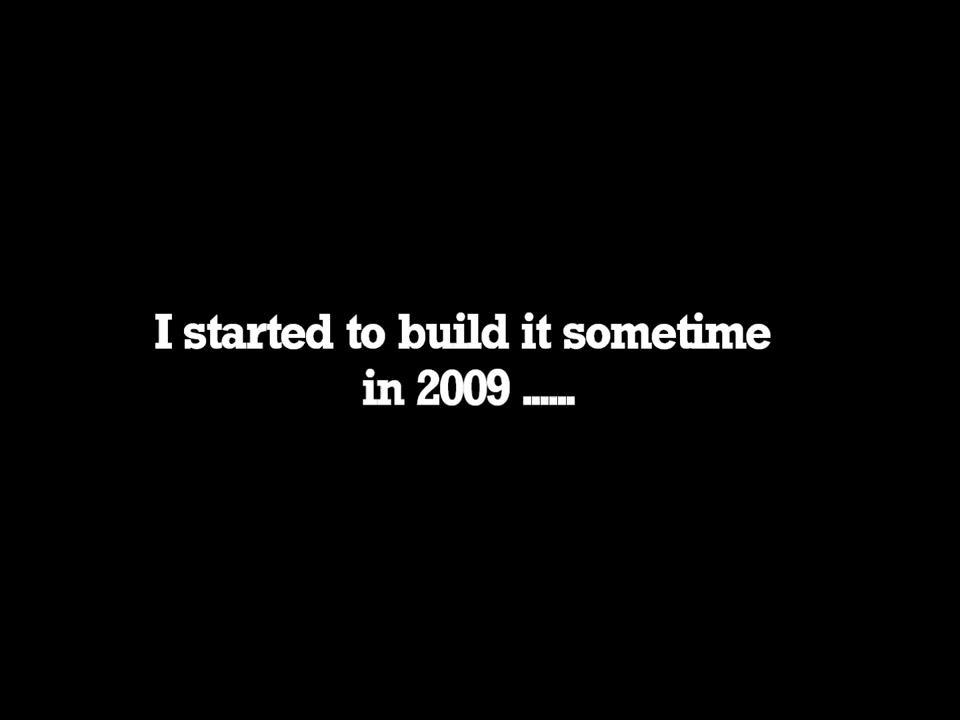 I started to build it sometime
in 2009 ......